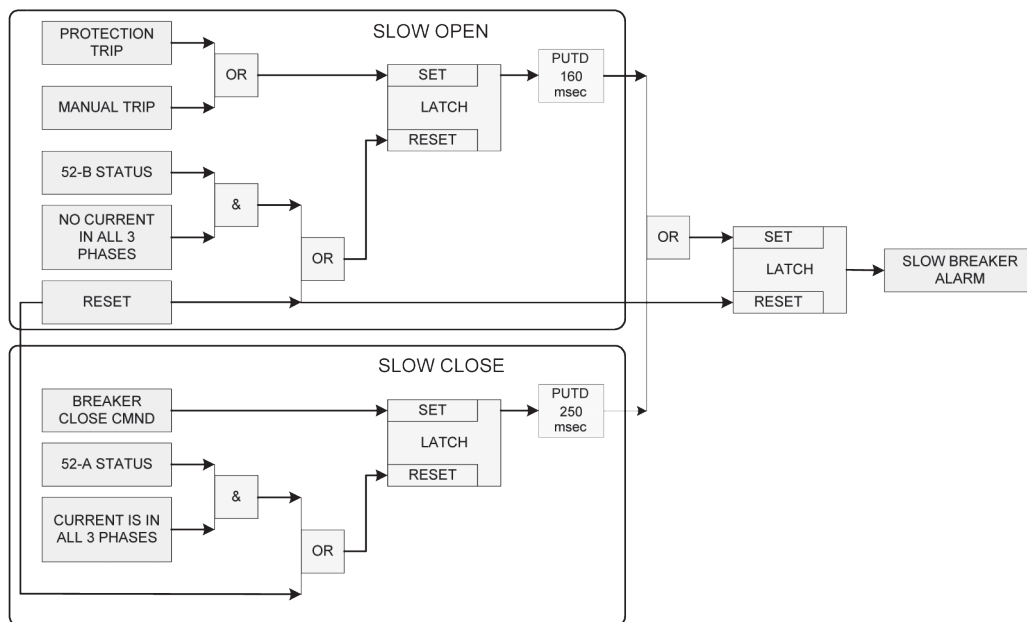 SLOW OPEN
PROTECTION
TRIP
OR
MANUAL TRIP
SET
LATCH
RESET
PUTD
160
msec
52-B STATUS
&
NO CURRENT
IN ALL 3
PHASES
OR
RESET
OR
SET
LATCH
RESET
SLOW BREAKER
ALARM
SLOW CLOSE
BREAKER
CLOSE CMND
SET
LATCH
RESET
PUTD
250
msec
52-A STATUS
&
CURRENT IS IN
ALL 3 PHASES
OR